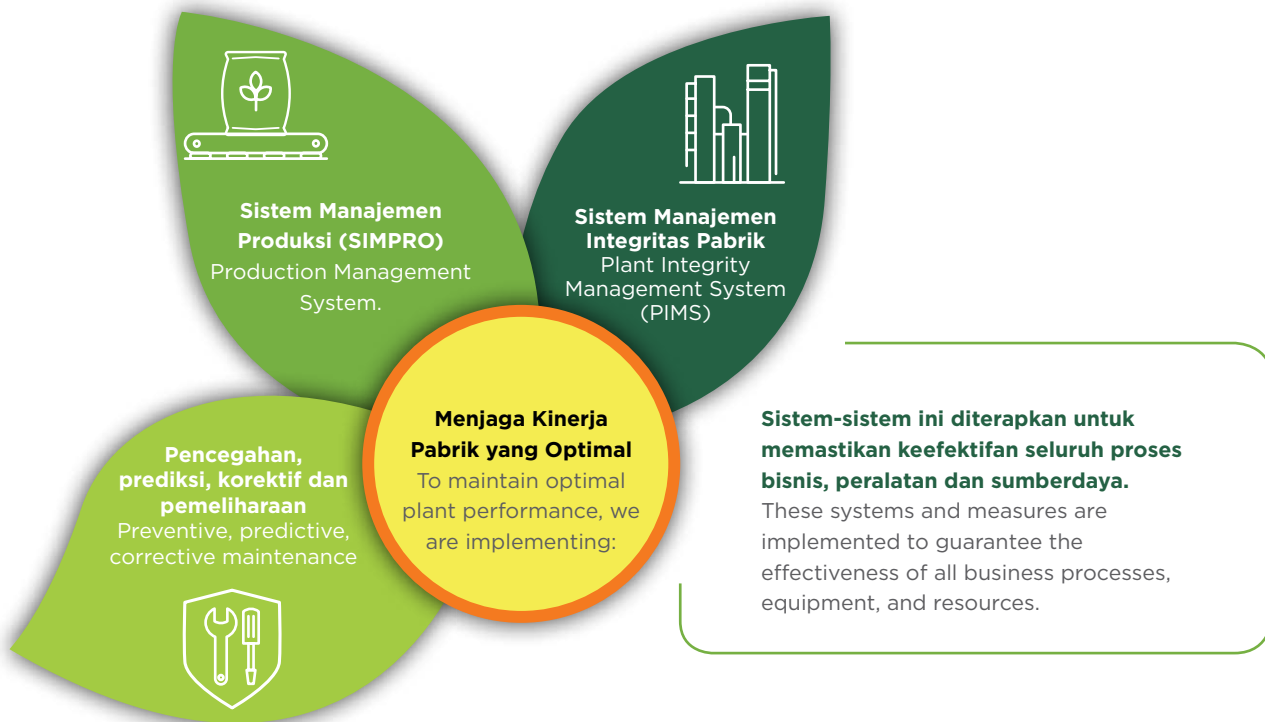 Sistem Manajemen
Produksi (SIMPRO)
Production Management
System.
Sistem Manajemen
Integritas Pabrik
Plant Integrity
Management System
(PIMS)
Pencegahan,
prediksi, korektif dan
pemeliharaan
Preventive, predictive,
corrective maintenance
Menjaga Kinerja
Pabrik yang Optimal
To maintain optimal
plant performance, we
are implementing:
Sistem-sistem ini diterapkan untuk
memastikan keefektifan seluruh proses
bisnis, peralatan dan sumberdaya.
These systems and measures are
implemented to guarantee the
effectiveness of all business processes,
equipment, and resources.